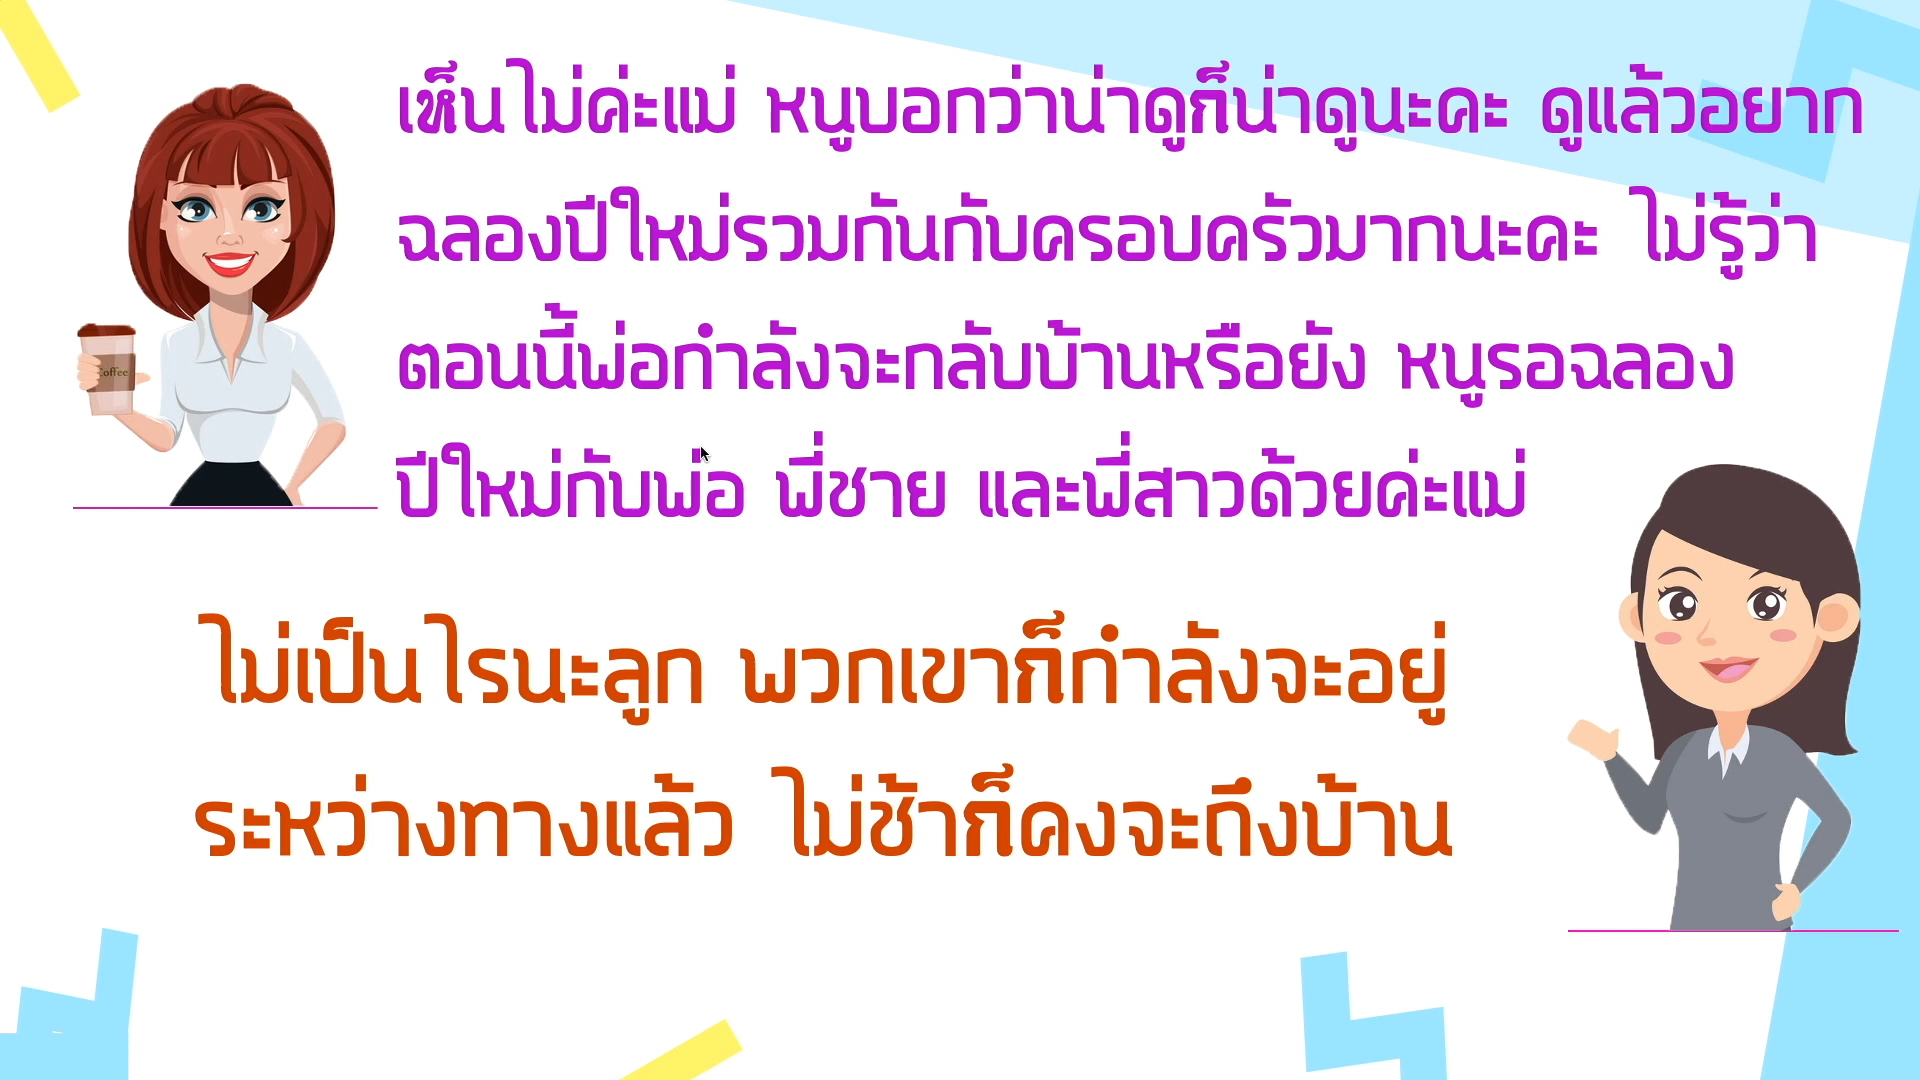 เห็นไม่ค่ะแม่ หนูบอกว่าน่าดูก็น่าดูนะคะ ดูแล้วอยาก
ฉลองปีใหม่รวมกันกับครอบครัวมากนะคะ ไม่รู้ว่า
ตอนนี้พ่อกำลังจะกลับบ้านหรือยัง หนูรอฉลอง
ปีใหม่กับพ่อ พี่ชาย และพี่สาวด้วยค่ะแม่
Coffee
ไม่เป็นไรนะลูก พวกเขาก็กำลังจะอยู่
ระหว่างทางแล้ว ไม่ช้าก็คงจะถึงบ้าน